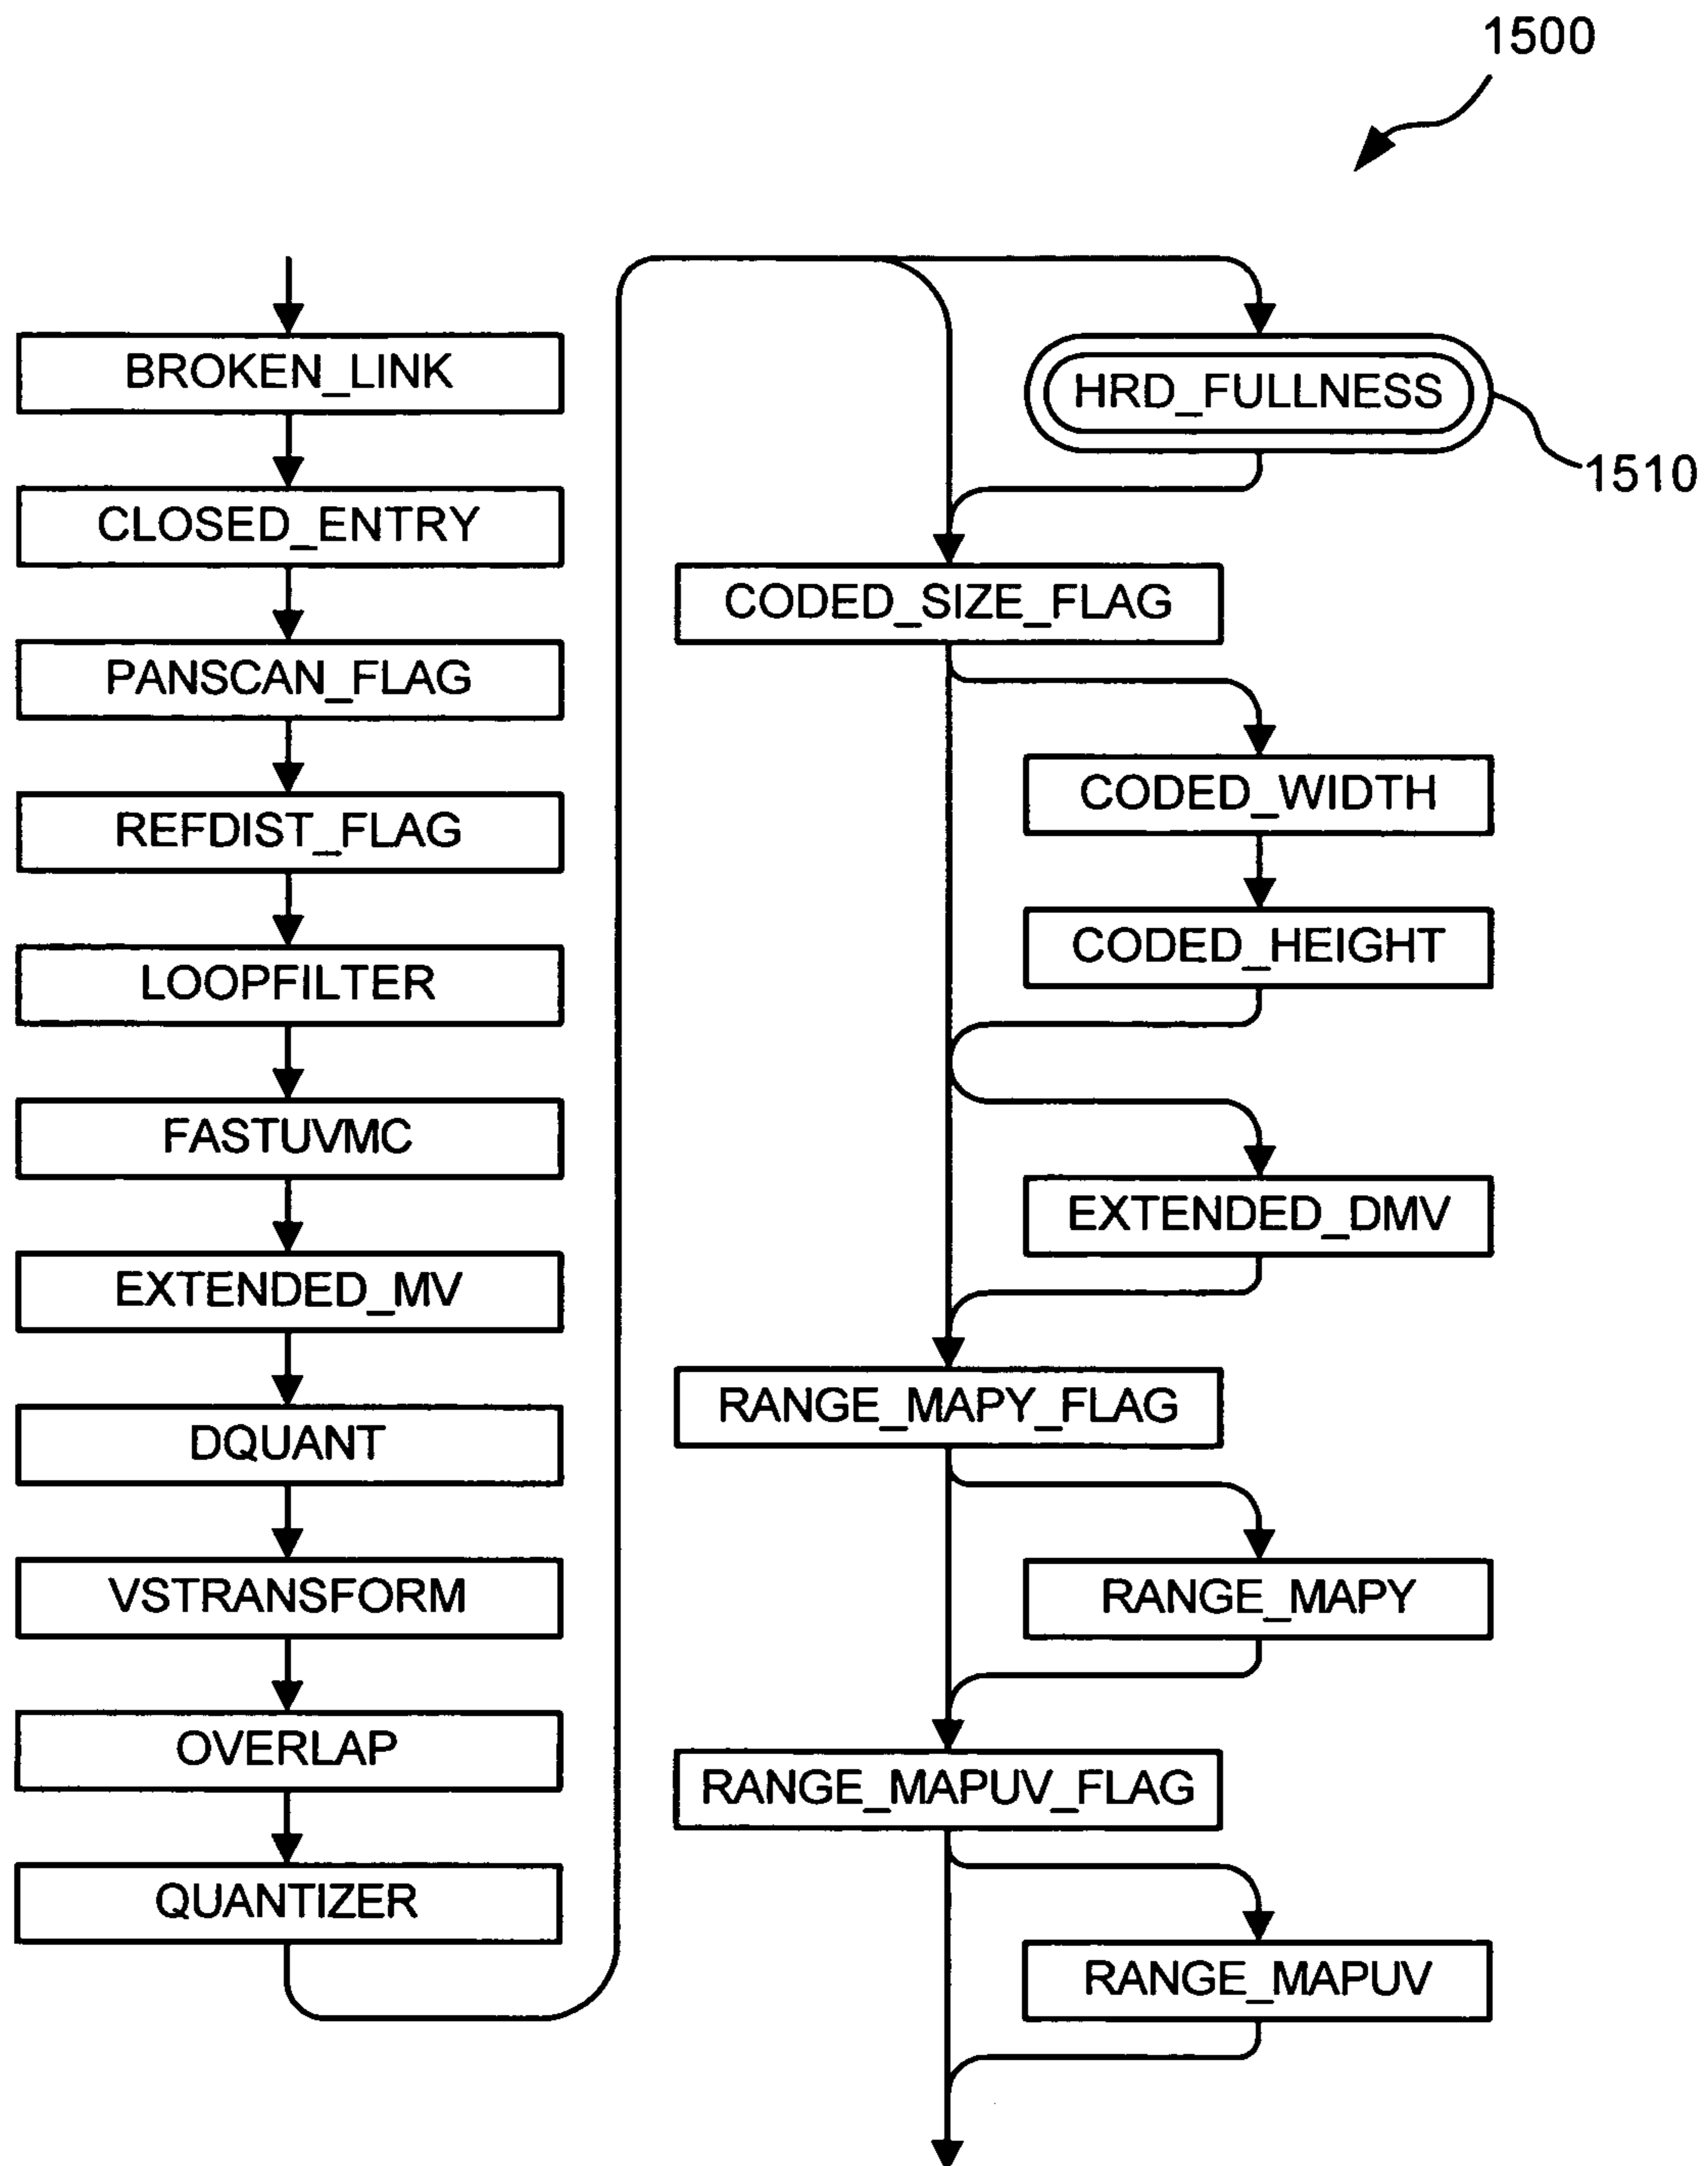 1500
BROKEN_LINK
CLOSED_ENTRY
PANSCAN_FLAG
REFDIST_FLAG
LOOPFILTER
FASTUVMC
EXTENDED_MV
DQUANT
VSTRANSFORM
OVERLAP
QUANTIZER
HRD_FULLNESS
1510
CODED_SIZE_FLAG
CODED_WIDTH
CODED_HEIGHT
EXTENDED_DMV
RANGE_MAPY_FLAG
RANGE_MAPY
RANGE_MAPUV_FLAG
RANGE_MAPUV